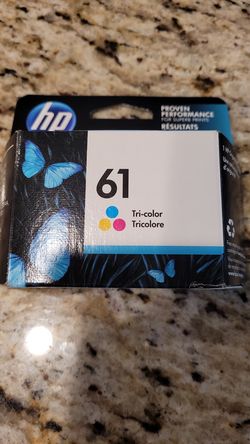 hp
PROVEN
PERFORMANCE
FOR SUPERB PRINTS
RÉSULTATS
61
Tri-color
Tricolore